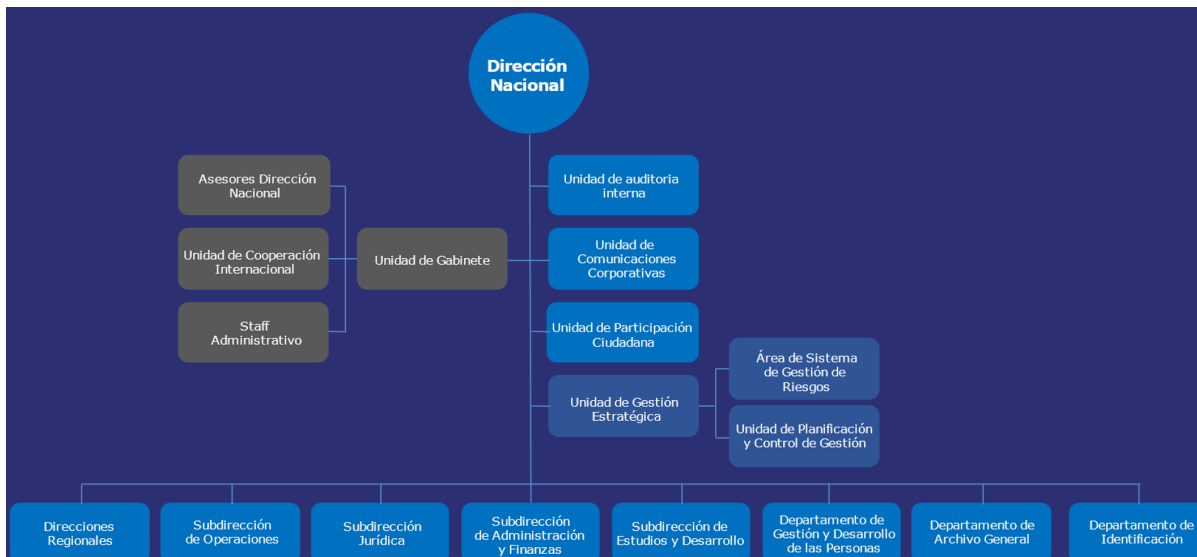 Dirección
Nacional
Asesores Dirección
Nacional
Unidad de auditoria
interna
Unidad de Cooperación
Internacional
Unidad de Gabinete
Unidad de
Comunicaciones
Corporativas
Staff
Administrativo
Unidad de Participación
Ciudadana
Unidad de Gestión
Estratégica
Área de Sistema
de Gestión de
Riesgos
Unidad de Planificación
y Control de Gestión
Direcciones
Regionales
Subdirección
de Operaciones
Subdirección
Jurídica
Subdirección
de Administración
y Finanzas
Subdirección de
Estudios y Desarrollo
Departamento de
Gestión y Desarrollo
de las Personas
Departamento de
Archivo General
Departamento de
Identificación